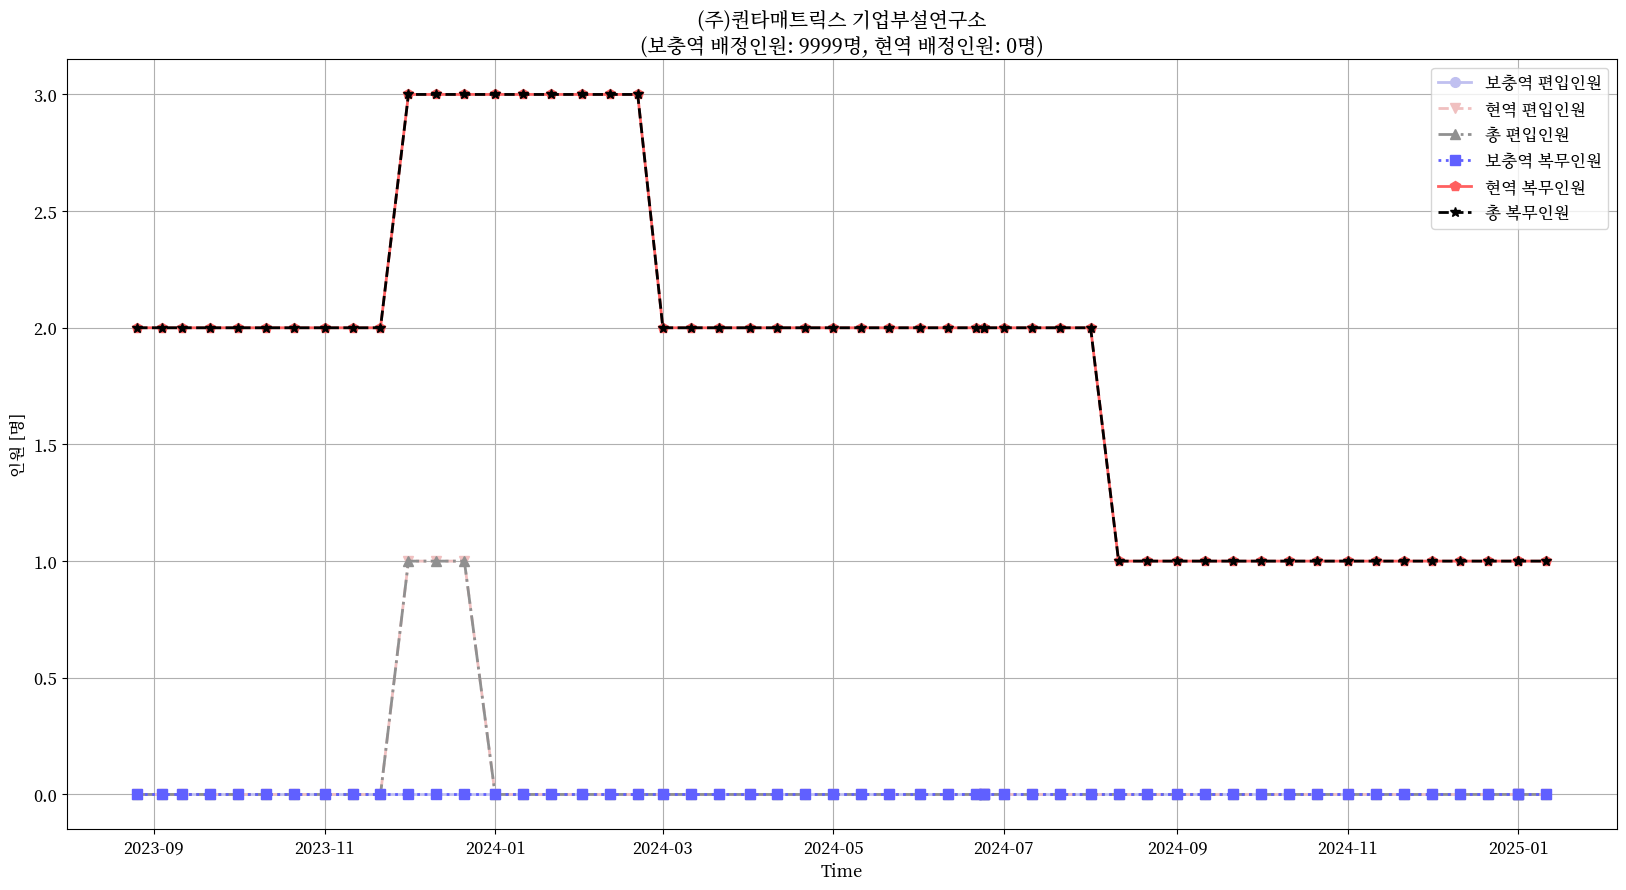 (주)퀀타매트릭스 기업부설연구소
(보충역 배정인원: 9999명, 현역 배정인원: 0명)
보충역 편입인원
현역 편입인원
총 편입인원
보충역 복무인원
현역 복무인원
총 복무인원
인원 [명]
3.0
2.5
2.0
1.5
1.0
0.5
0.0
2023-09
2023-11
2024-01
2024-03
2024-05
2024-07
2024-09
2024-11
2025-01
Time